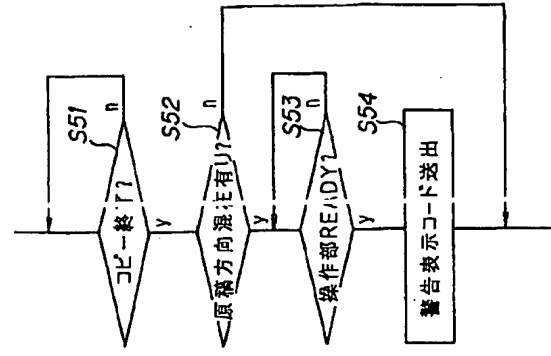 コピー終了?
S51
n
y
原稿方向混在有り?
S52
n
y
操作部READY?
S53
n
y
警告表示コード送出
S54